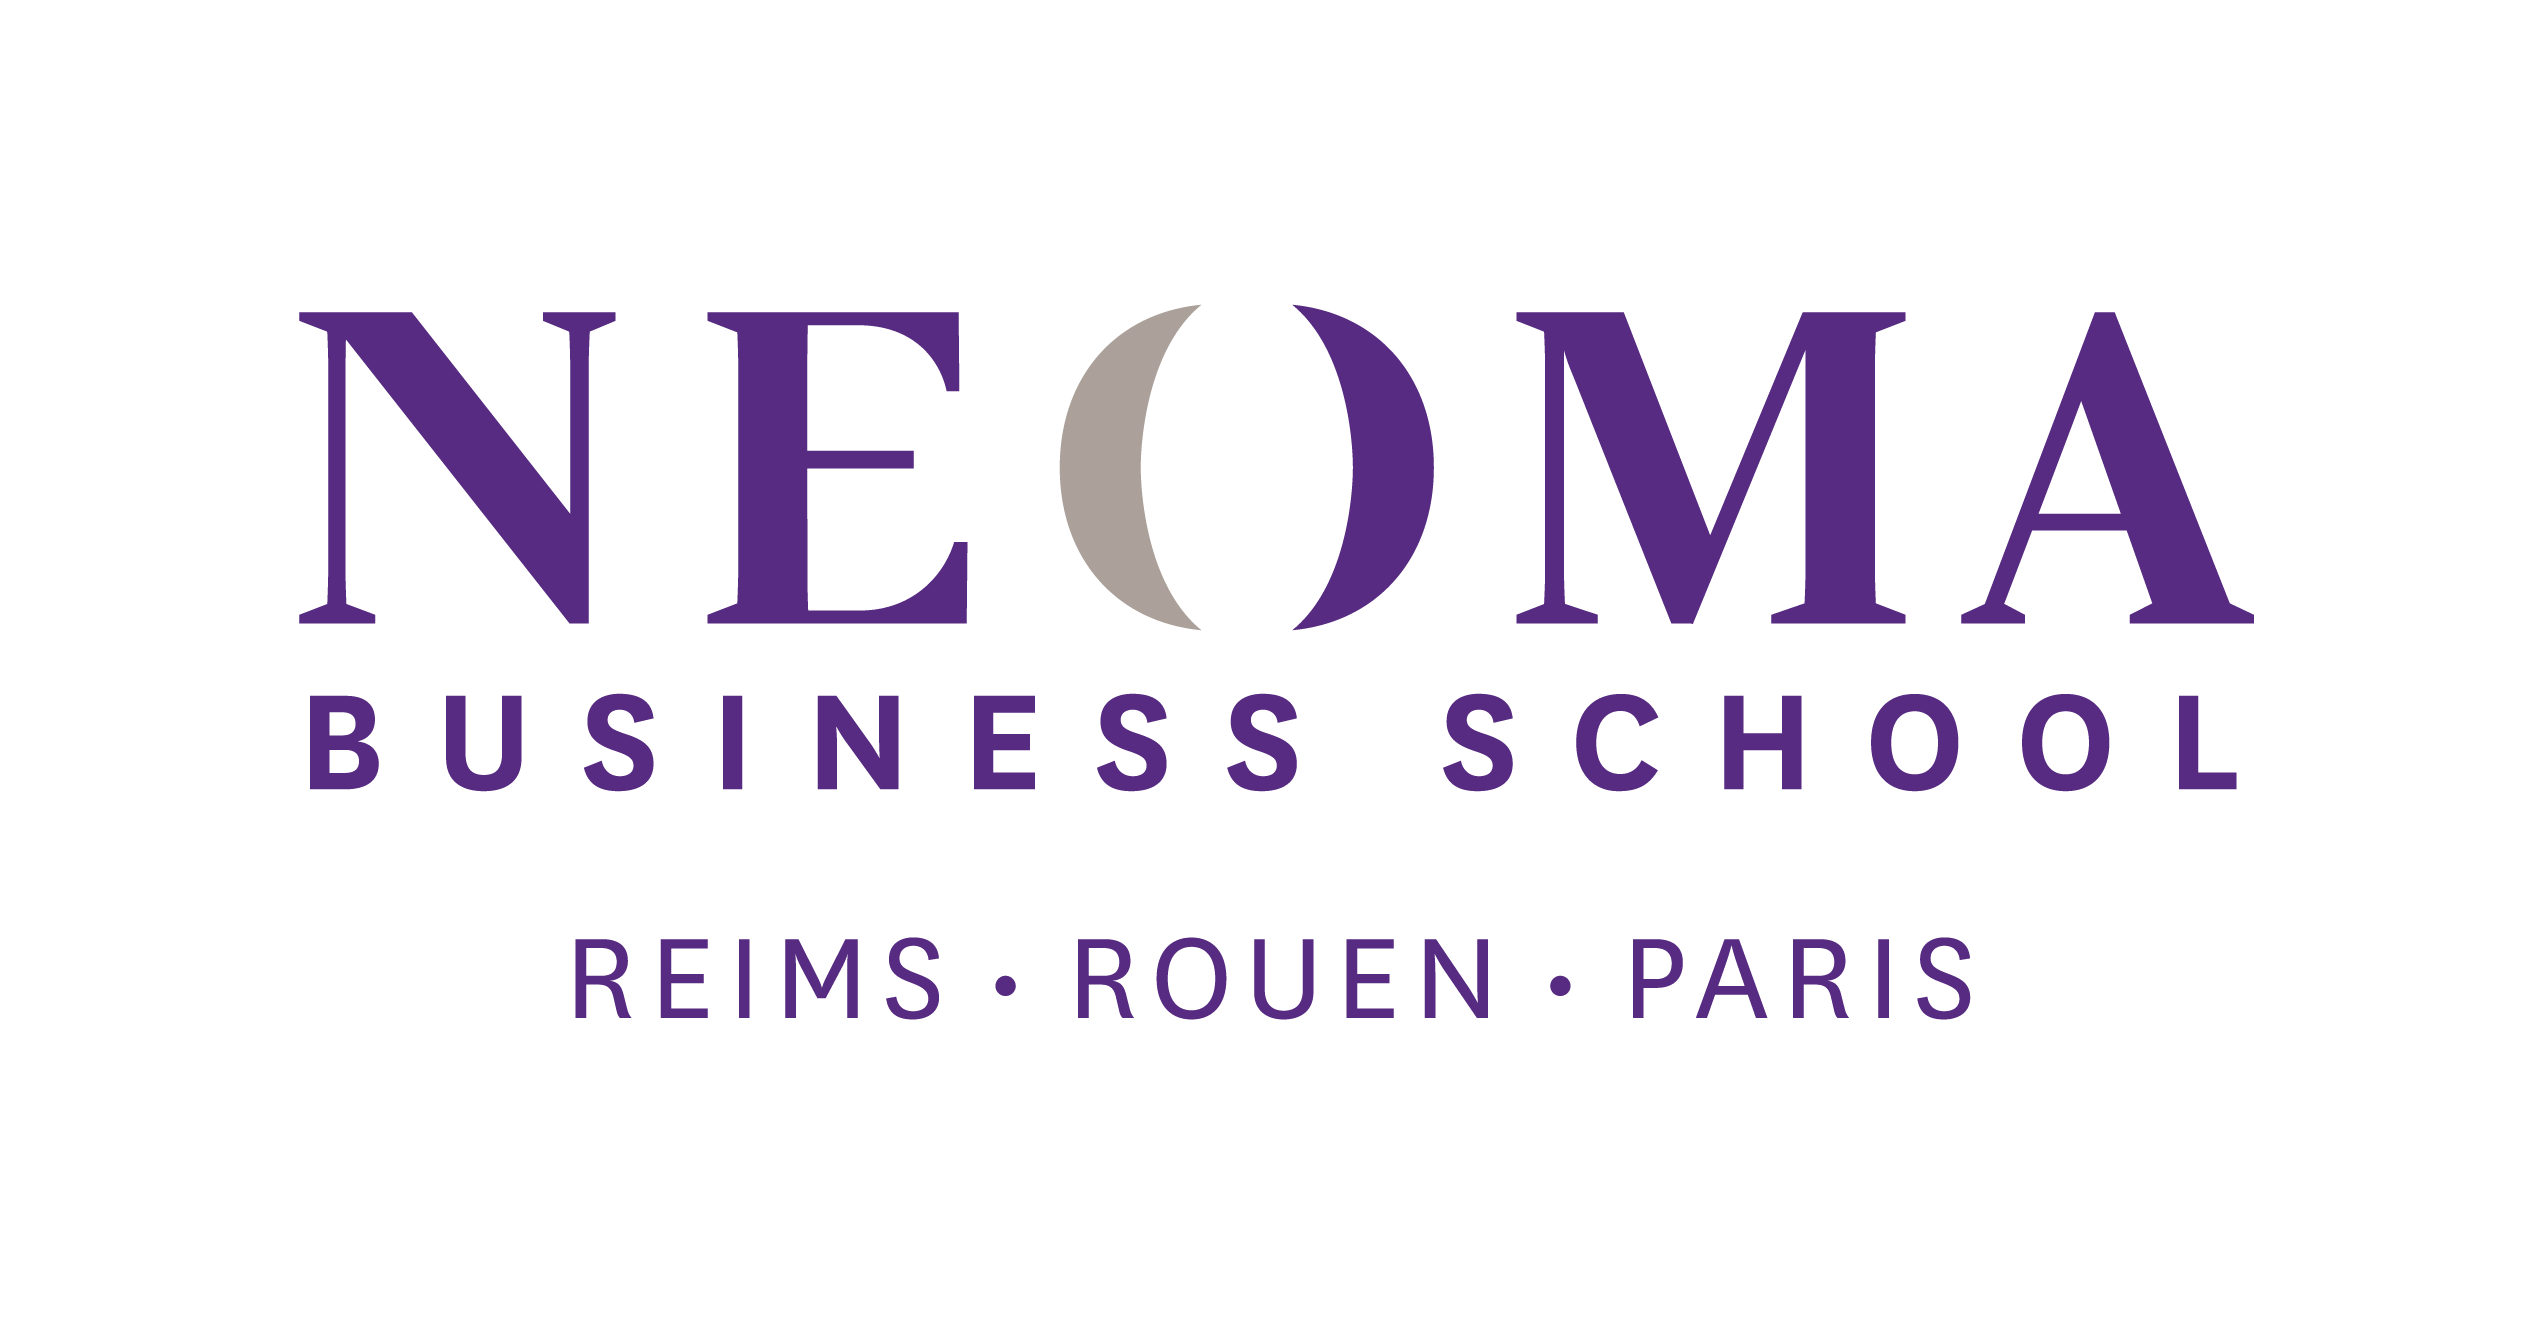 NEOMA
BUSINESS SCHOOL
REIMS • ROUEN • PARIS